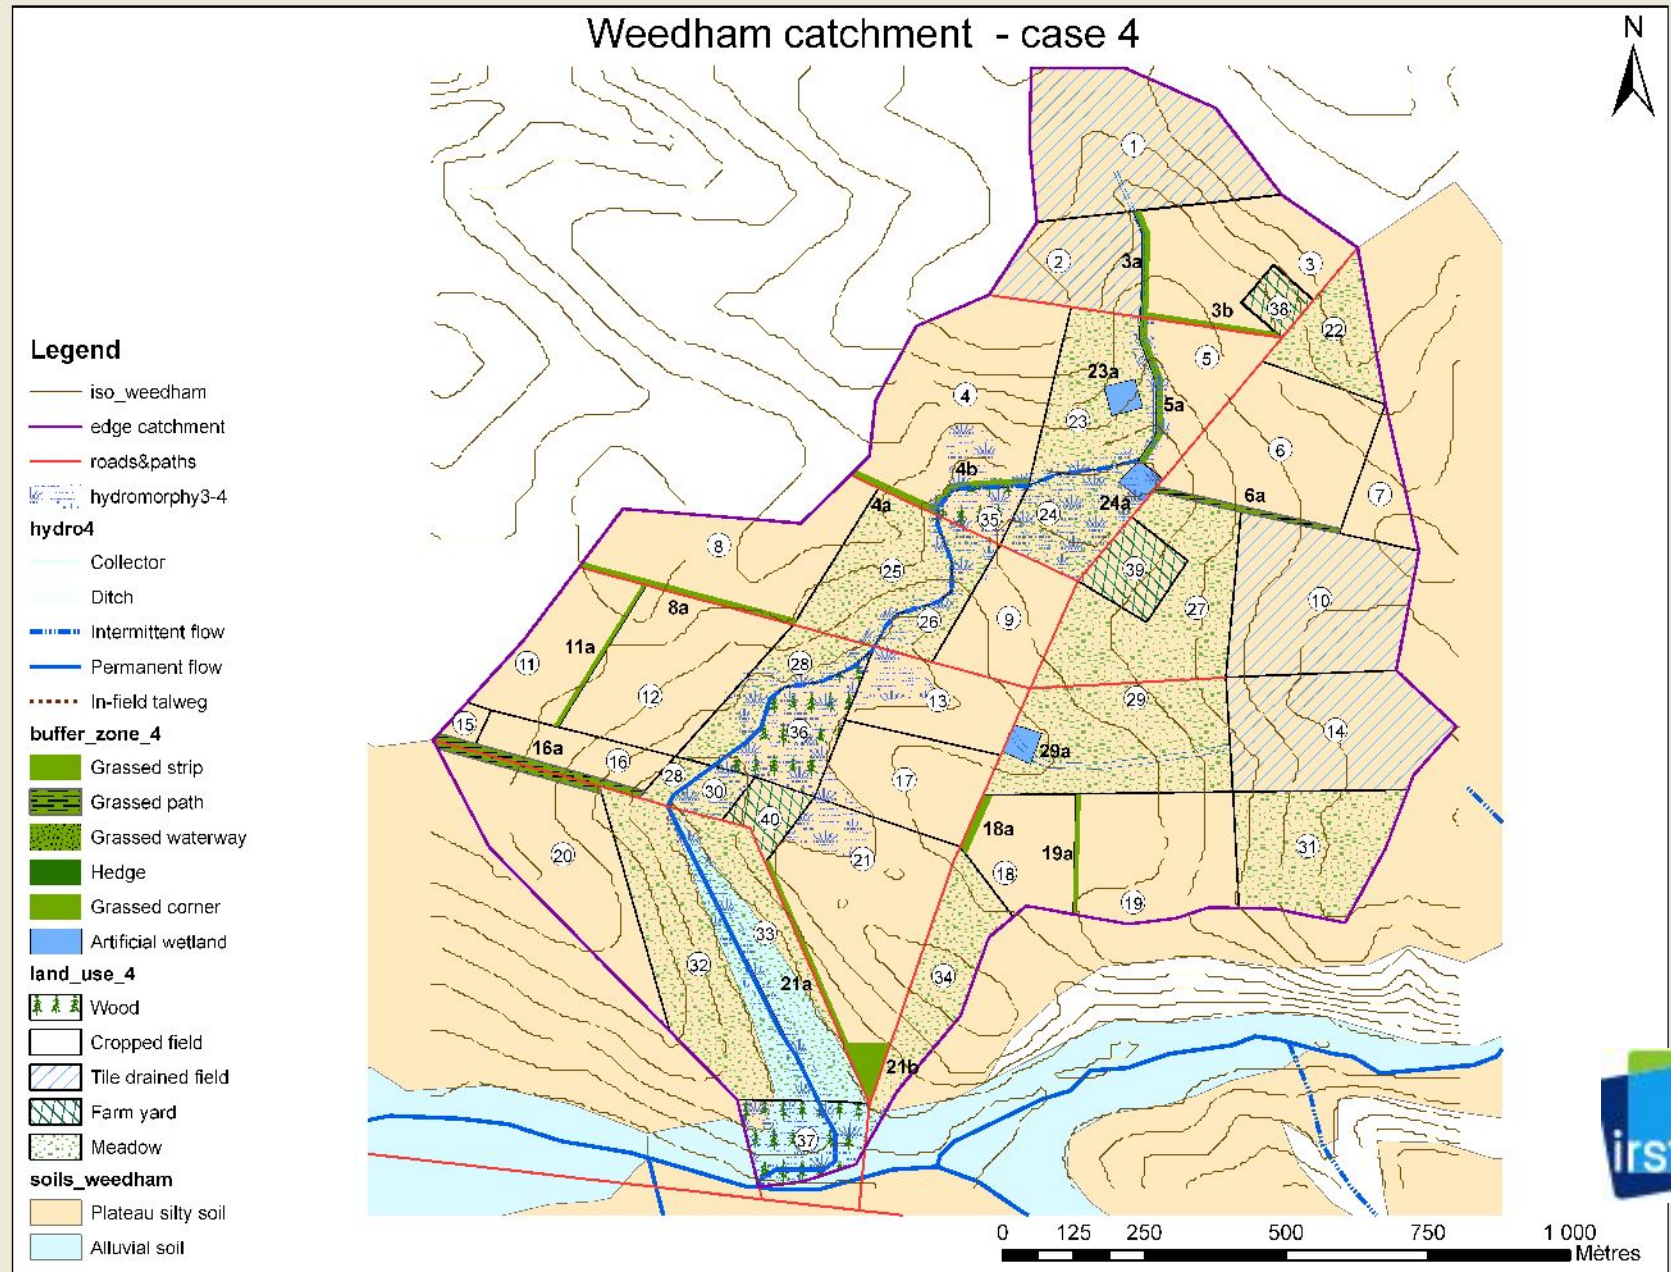 Weedham catchment - case 4
N
Legend
iso_weedham
edge catchment
roads&paths
hydromorphy3-4
hydro4
Collector
Ditch
Intermittent flow
Permanent flow
In-field talweg
buffer_zone_4
Grassed strip
Grassed path
Grassed waterway
Hedge
Grassed corner
Artificial wetland
land_use_4
Wood
Cropped field
Tile drained field
Farm yard
Meadow
soils_weedham
Plateau silty soil
Alluvial soil
1
2
3a
3
3b
38
22
5
23a
4
5a
23
6
4b
7
4a
24a
6a
35
24
8
25
39
10
8a
26
9
27
11a
11
28
12
13
29
15
36
14
16a
16
29a
28
30
17
40
18a
20
21
19a
31
18
19
33
32
21a
34
21b
37
irs
0 125 250 500 750 1 000
Mètres